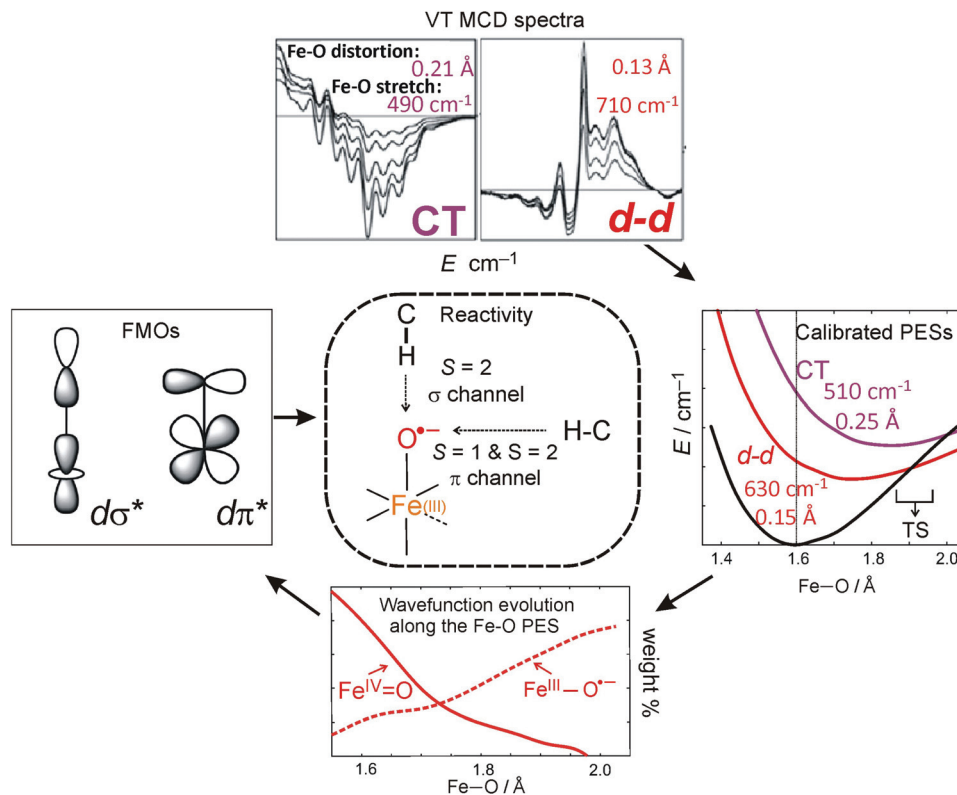 VT MCD spectra
Fe-O distortion:
0.21 Å
Fe-O stretch:
490 cm⁻¹
CT
0.13 Å
710 cm⁻¹
d-d
E cm⁻¹
FMOs
dσ*
dπ*
C
H
Reactivity
S = 2
σ channel
O•−
H-C
S = 1 & S = 2
π channel
Fe(III)
Calibrated PESs
CT
510 cm⁻¹
0.25 Å
d-d
630 cm⁻¹
0.15 Å
TS
E / cm⁻¹
1.4 1.6 1.8 2.0
Fe−O / Å
Wavefunction evolution
along the Fe-O PES
Feᴵⱽ=O
Feᴵᴵᴵ−O•−
weight %
1.6 1.8 2.0
Fe−O / Å